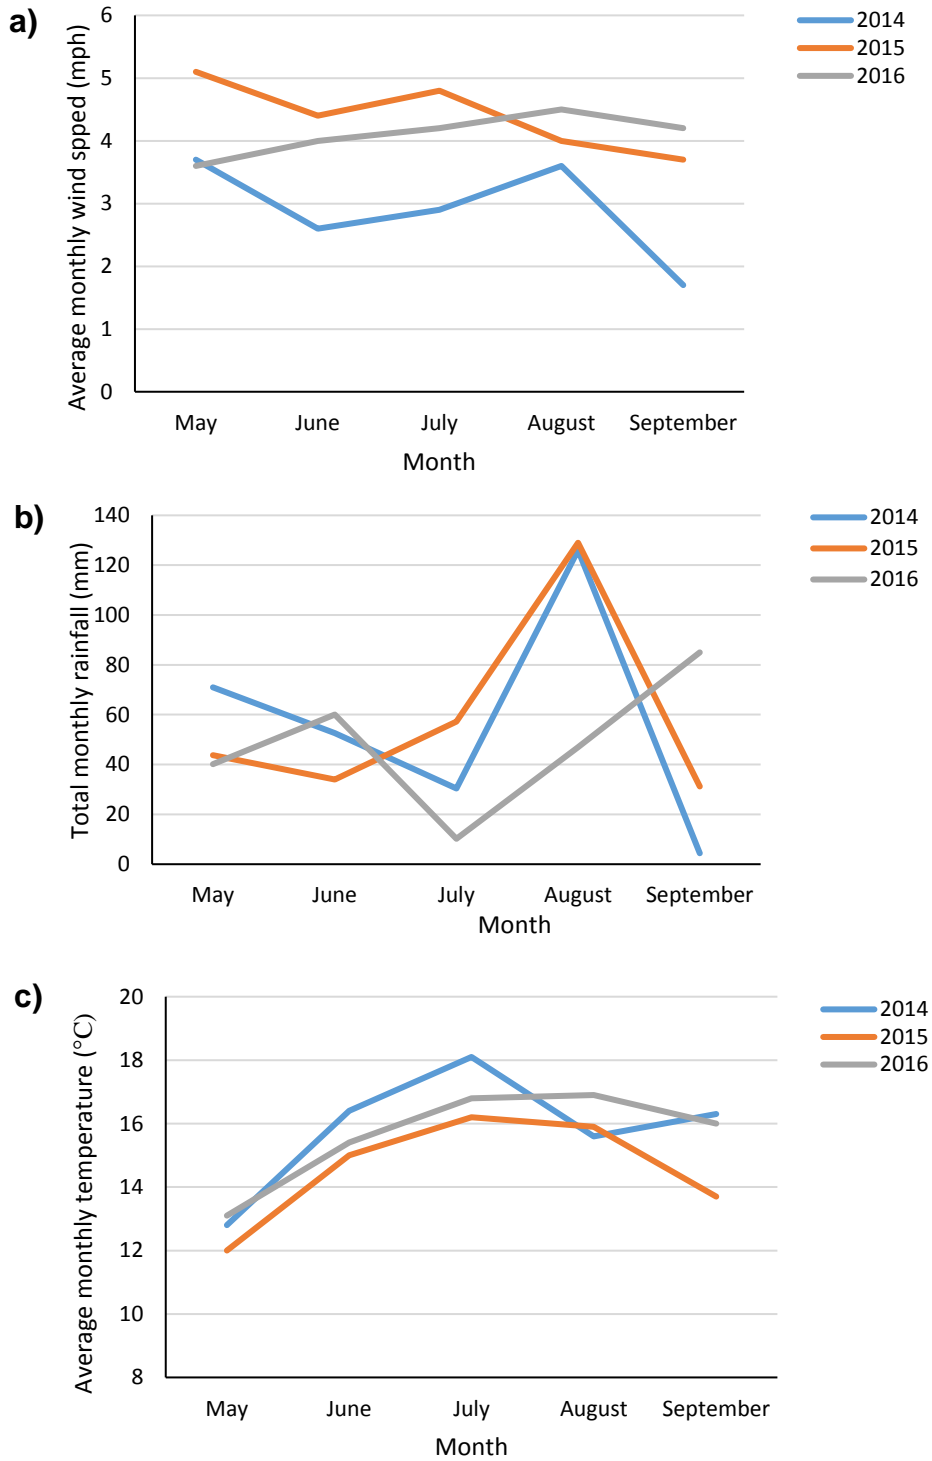 a)
Average monthly wind spped (mph)
6
5
4
3
2
1
0
May June July August September
Month
2014
2015
2016
b)
Total monthly rainfall (mm)
140
120
100
80
60
40
20
0
May June July August September
Month
2014
2015
2016
c)
Average monthly temperature (°C)
20
18
16
14
12
10
8
May June July August September
Month
2014
2015
2016